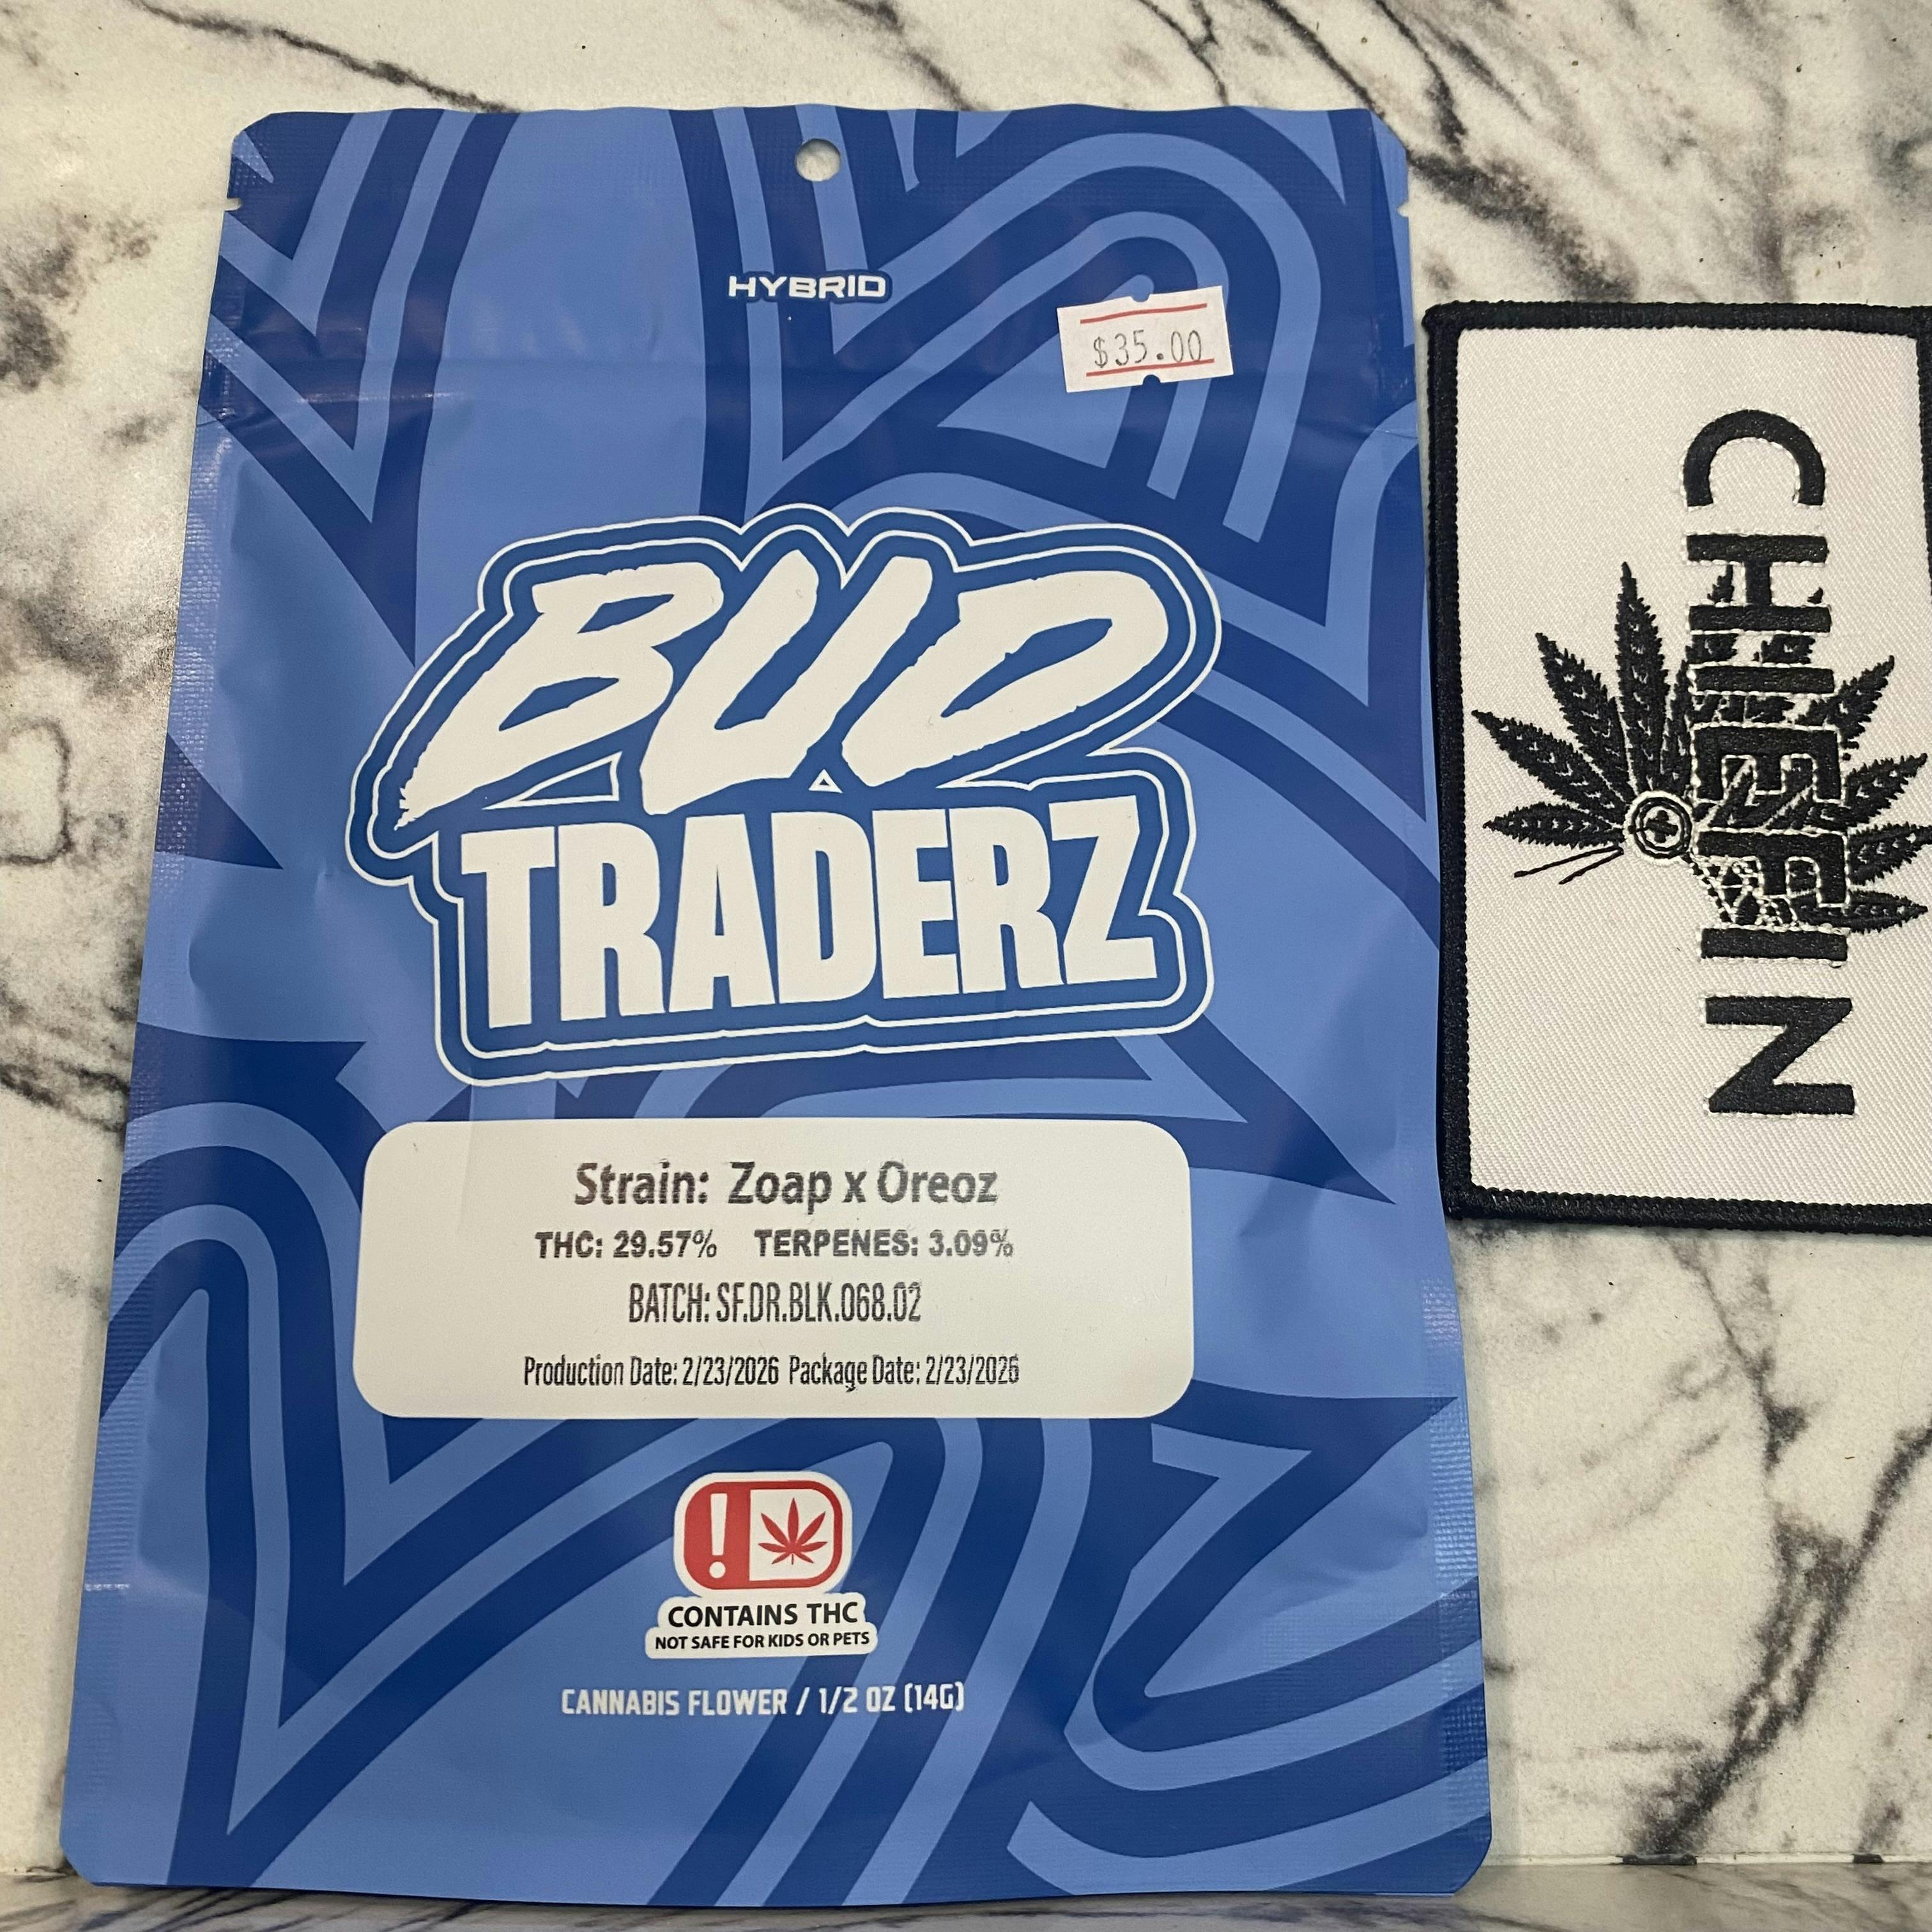 HYBRID
$35.00
BUD
TRADERZ
Strain: Zoap x Oreoz
THC: 29.57% TERPENES: 3.09%
BATCH: SF.DR.BLK.068.02
Production Date: 2/23/2026 Package Date: 2/23/2026
!
CONTAINS THC
NOT SAFE FOR KIDS OR PETS
CANNABIS FLOWER / 1/2 OZ (14G)
CHIEFIN